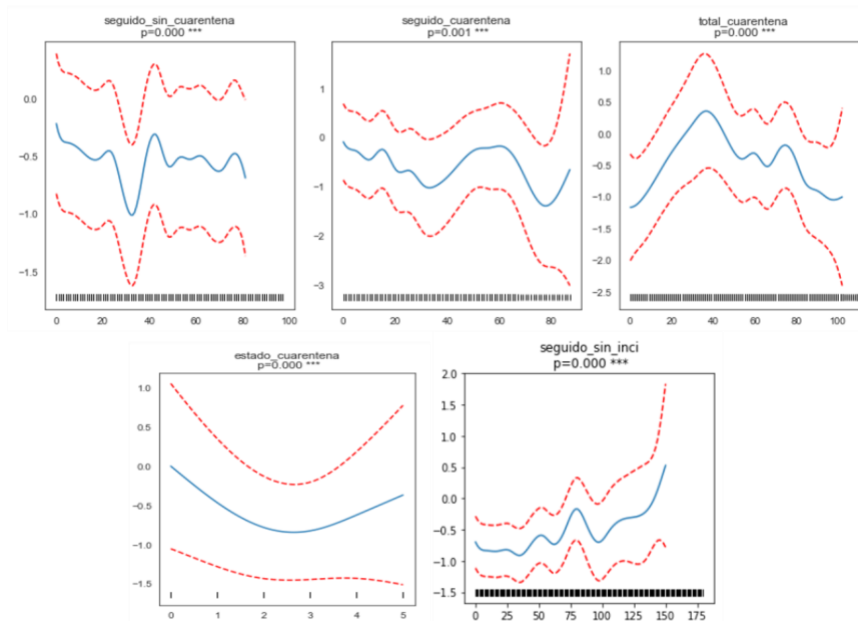 seguido_sin_cuarentena
p=0.000 ***
0.0
−0.5
−1.0
−1.5
0 20 40 60 80 100
seguido_cuarentena
p=0.001 ***
1
0
−1
−2
−3
0 20 40 60 80
total_cuarentena
p=0.000 ***
1.0
0.5
0.0
−0.5
−1.0
−1.5
−2.0
−2.5
0 20 40 60 80 100
estado_cuarentena
p=0.000 ***
1.0
0.5
0.0
−0.5
−1.0
−1.5
0 1 2 3 4 5
seguido_sin_inci
p=0.000 ***
2.0
1.5
1.0
0.5
0.0
−0.5
−1.0
−1.5
0 25 50 75 100 125 150 175